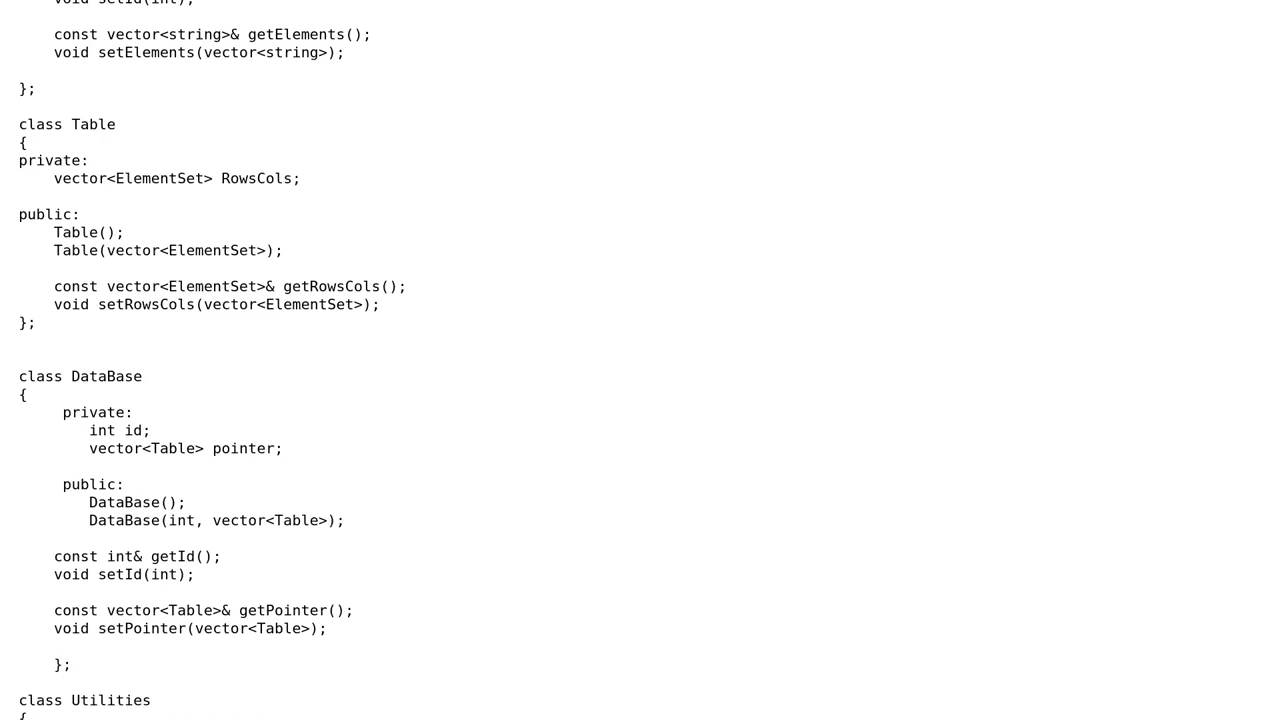 void setId(int);
const vector<string>& getElements();
void setElements(vector<string>);
};
class Table
{
private:
vector<ElementSet> RowsCols;
public:
Table();
Table(vector<ElementSet>);
const vector<ElementSet>& getRowsCols();
void setRowsCols(vector<ElementSet>);
};
class DataBase
{
private:
int id;
vector<Table> pointer;
public:
DataBase();
DataBase(int, vector<Table>);
const int& getId();
void setId(int);
const vector<Table>& getPointer();
void setPointer(vector<Table>);
};
class Utilities
{